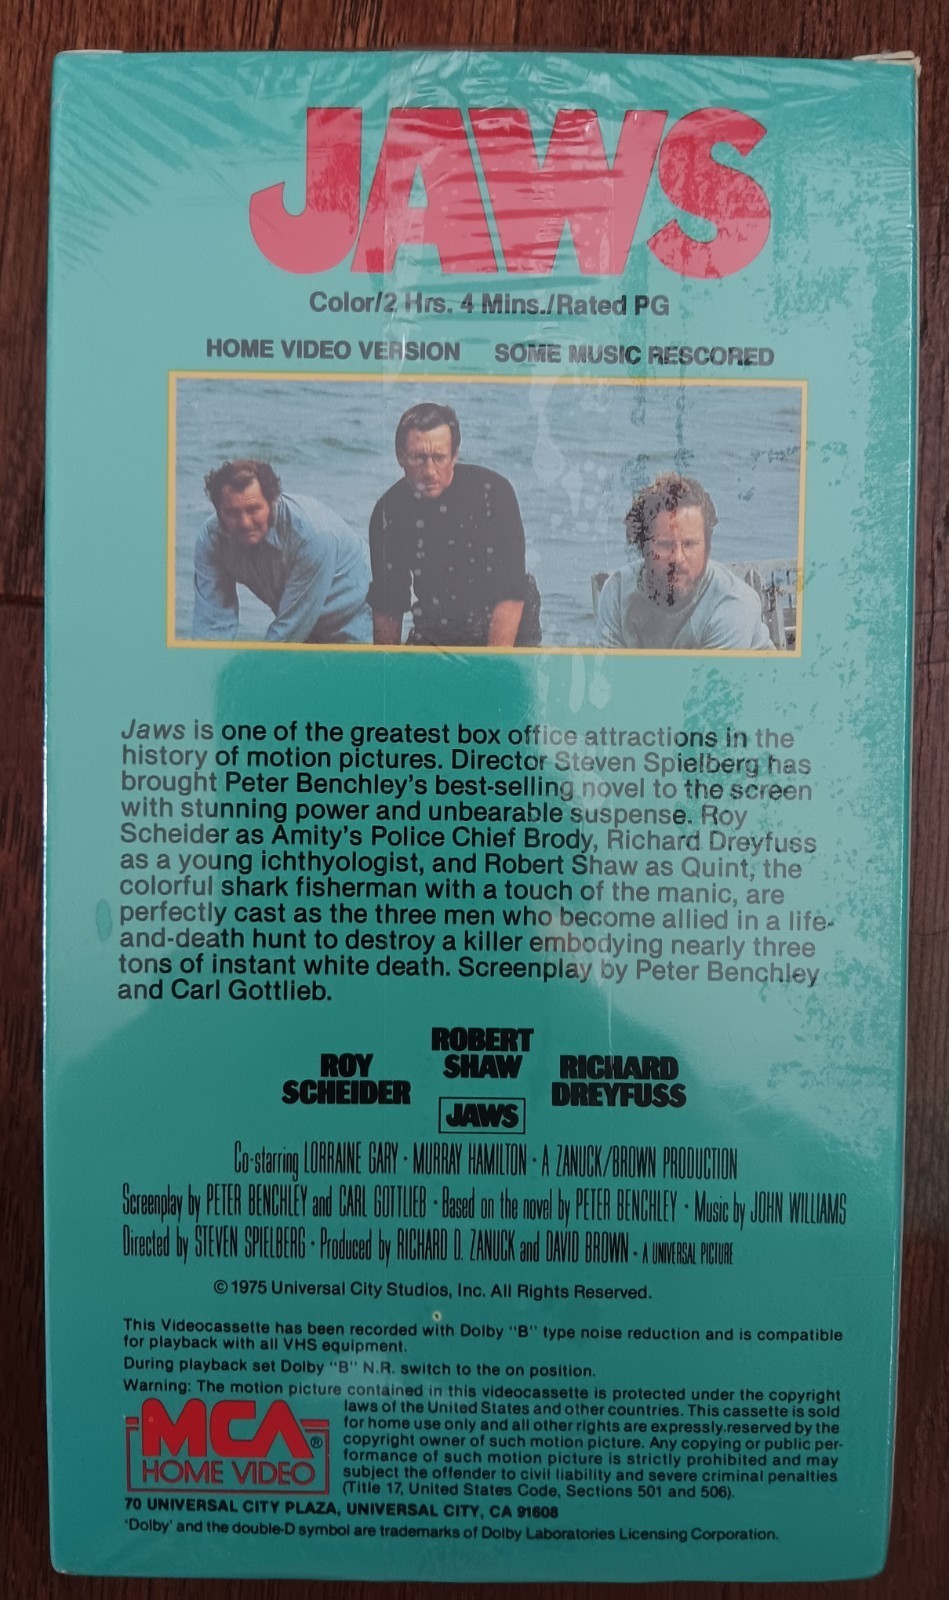 JAWS
Color/2 Hrs. 4 Mins./Rated PG
HOME VIDEO VERSION SOME MUSIC RESCORED
Jaws is one of the greatest box office attractions in the
history of motion pictures. Director Steven Spielberg has
brought Peter Benchley's best-selling novel to the screen
with stunning power and unbearable suspense. Roy
Scheider as Amity's Police Chief Brody, Richard Dreyfuss
as a young ichthyologist, and Robert Shaw as Quint, the
colorful shark fisherman with a touch of the manic, are
perfectly cast as the three men who become allied in a life-
and-death hunt to destroy a killer embodying nearly three
tons of instant white death. Screenplay by Peter Benchley
and Carl Gottlieb.
ROY
SCHEIDER
ROBERT
SHAW
RICHARD
DREYFUSS
JAWS
Co-starring LORRAINE GARY · MURRAY HAMILTON · A ZANUCK/BROWN PRODUCTION
Screenplay by PETER BENCHLEY and CARL GOTTLIEB · Based on the novel by PETER BENCHLEY · Music by JOHN WILLIAMS
Directed by STEVEN SPIELBERG · Produced by RICHARD D. ZANUCK and DAVID BROWN · A UNIVERSAL PICTURE
© 1975 Universal City Studios, Inc. All Rights Reserved.
This Videocassette has been recorded with Dolby "B" type noise reduction and is compatible
for playback with all VHS equipment.
During playback set Dolby "B" N.R. switch to the on position.
Warning: The motion picture contained in this videocassette is protected under the copyright
laws of the United States and other countries. This cassette is sold
for home use only and all other rights are expressly reserved by the
copyright owner of such motion picture. Any copying or public per-
formance of such motion picture is strictly prohibited and may
subject the offender to civil liability and severe criminal penalties
(Title 17, United States Code, Sections 501 and 506).
MCA®
HOME VIDEO
70 UNIVERSAL CITY PLAZA, UNIVERSAL CITY, CA 91608
'Dolby' and the double-D symbol are trademarks of Dolby Laboratories Licensing Corporation.